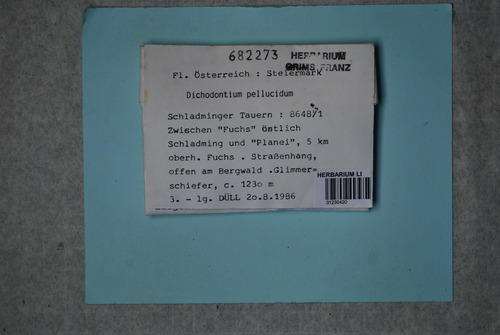 682273 HERBARIUM
GRIMS, FRANZ
Fl. Österreich : Steiermark
Dichodontium pellucidum
Schladminger Tauern : 8648/1
Zwischen "Fuchs" östlich
Schladming und "Planei", 5 km
oberh. Fuchs . Straßenhang,
offen am Bergwald .Glimmer=
schiefer, c. 1230 m
3. - lg. DÜLL 20.8.1986
HERBARIUM LI
01230420